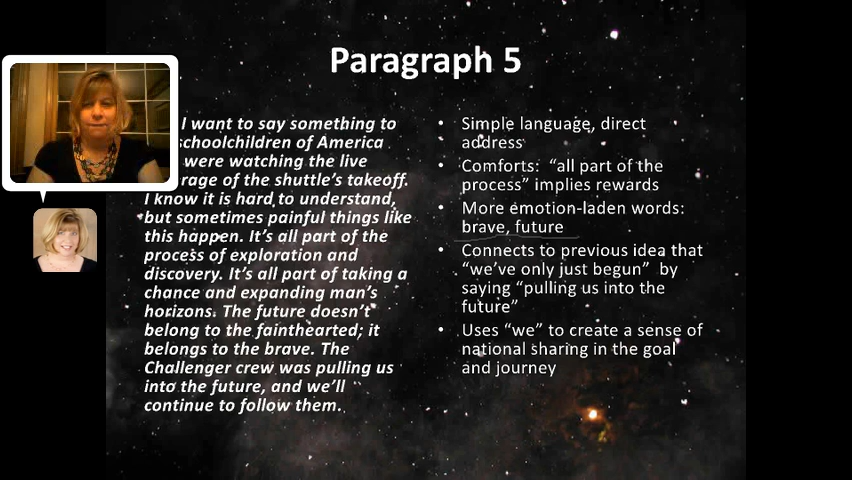 Paragraph 5
I want to say something to
schoolchildren of America
were watching the live
rage of the shuttle's takeoff.
I know it is hard to understand,
but sometimes painful things like
this happen. It's all part of the
process of exploration and
discovery. It's all part of taking a
chance and expanding man's
horizons. The future doesn't
belong to the fainthearted; it
belongs to the brave. The
Challenger crew was pulling us
into the future, and we'll
continue to follow them.
• Simple language, direct
address
• Comforts: "all part of the
process" implies rewards
• More emotion-laden words:
brave, future
• Connects to previous idea that
"we've only just begun" by
saying "pulling us into the
future"
• Uses "we" to create a sense of
national sharing in the goal
and journey